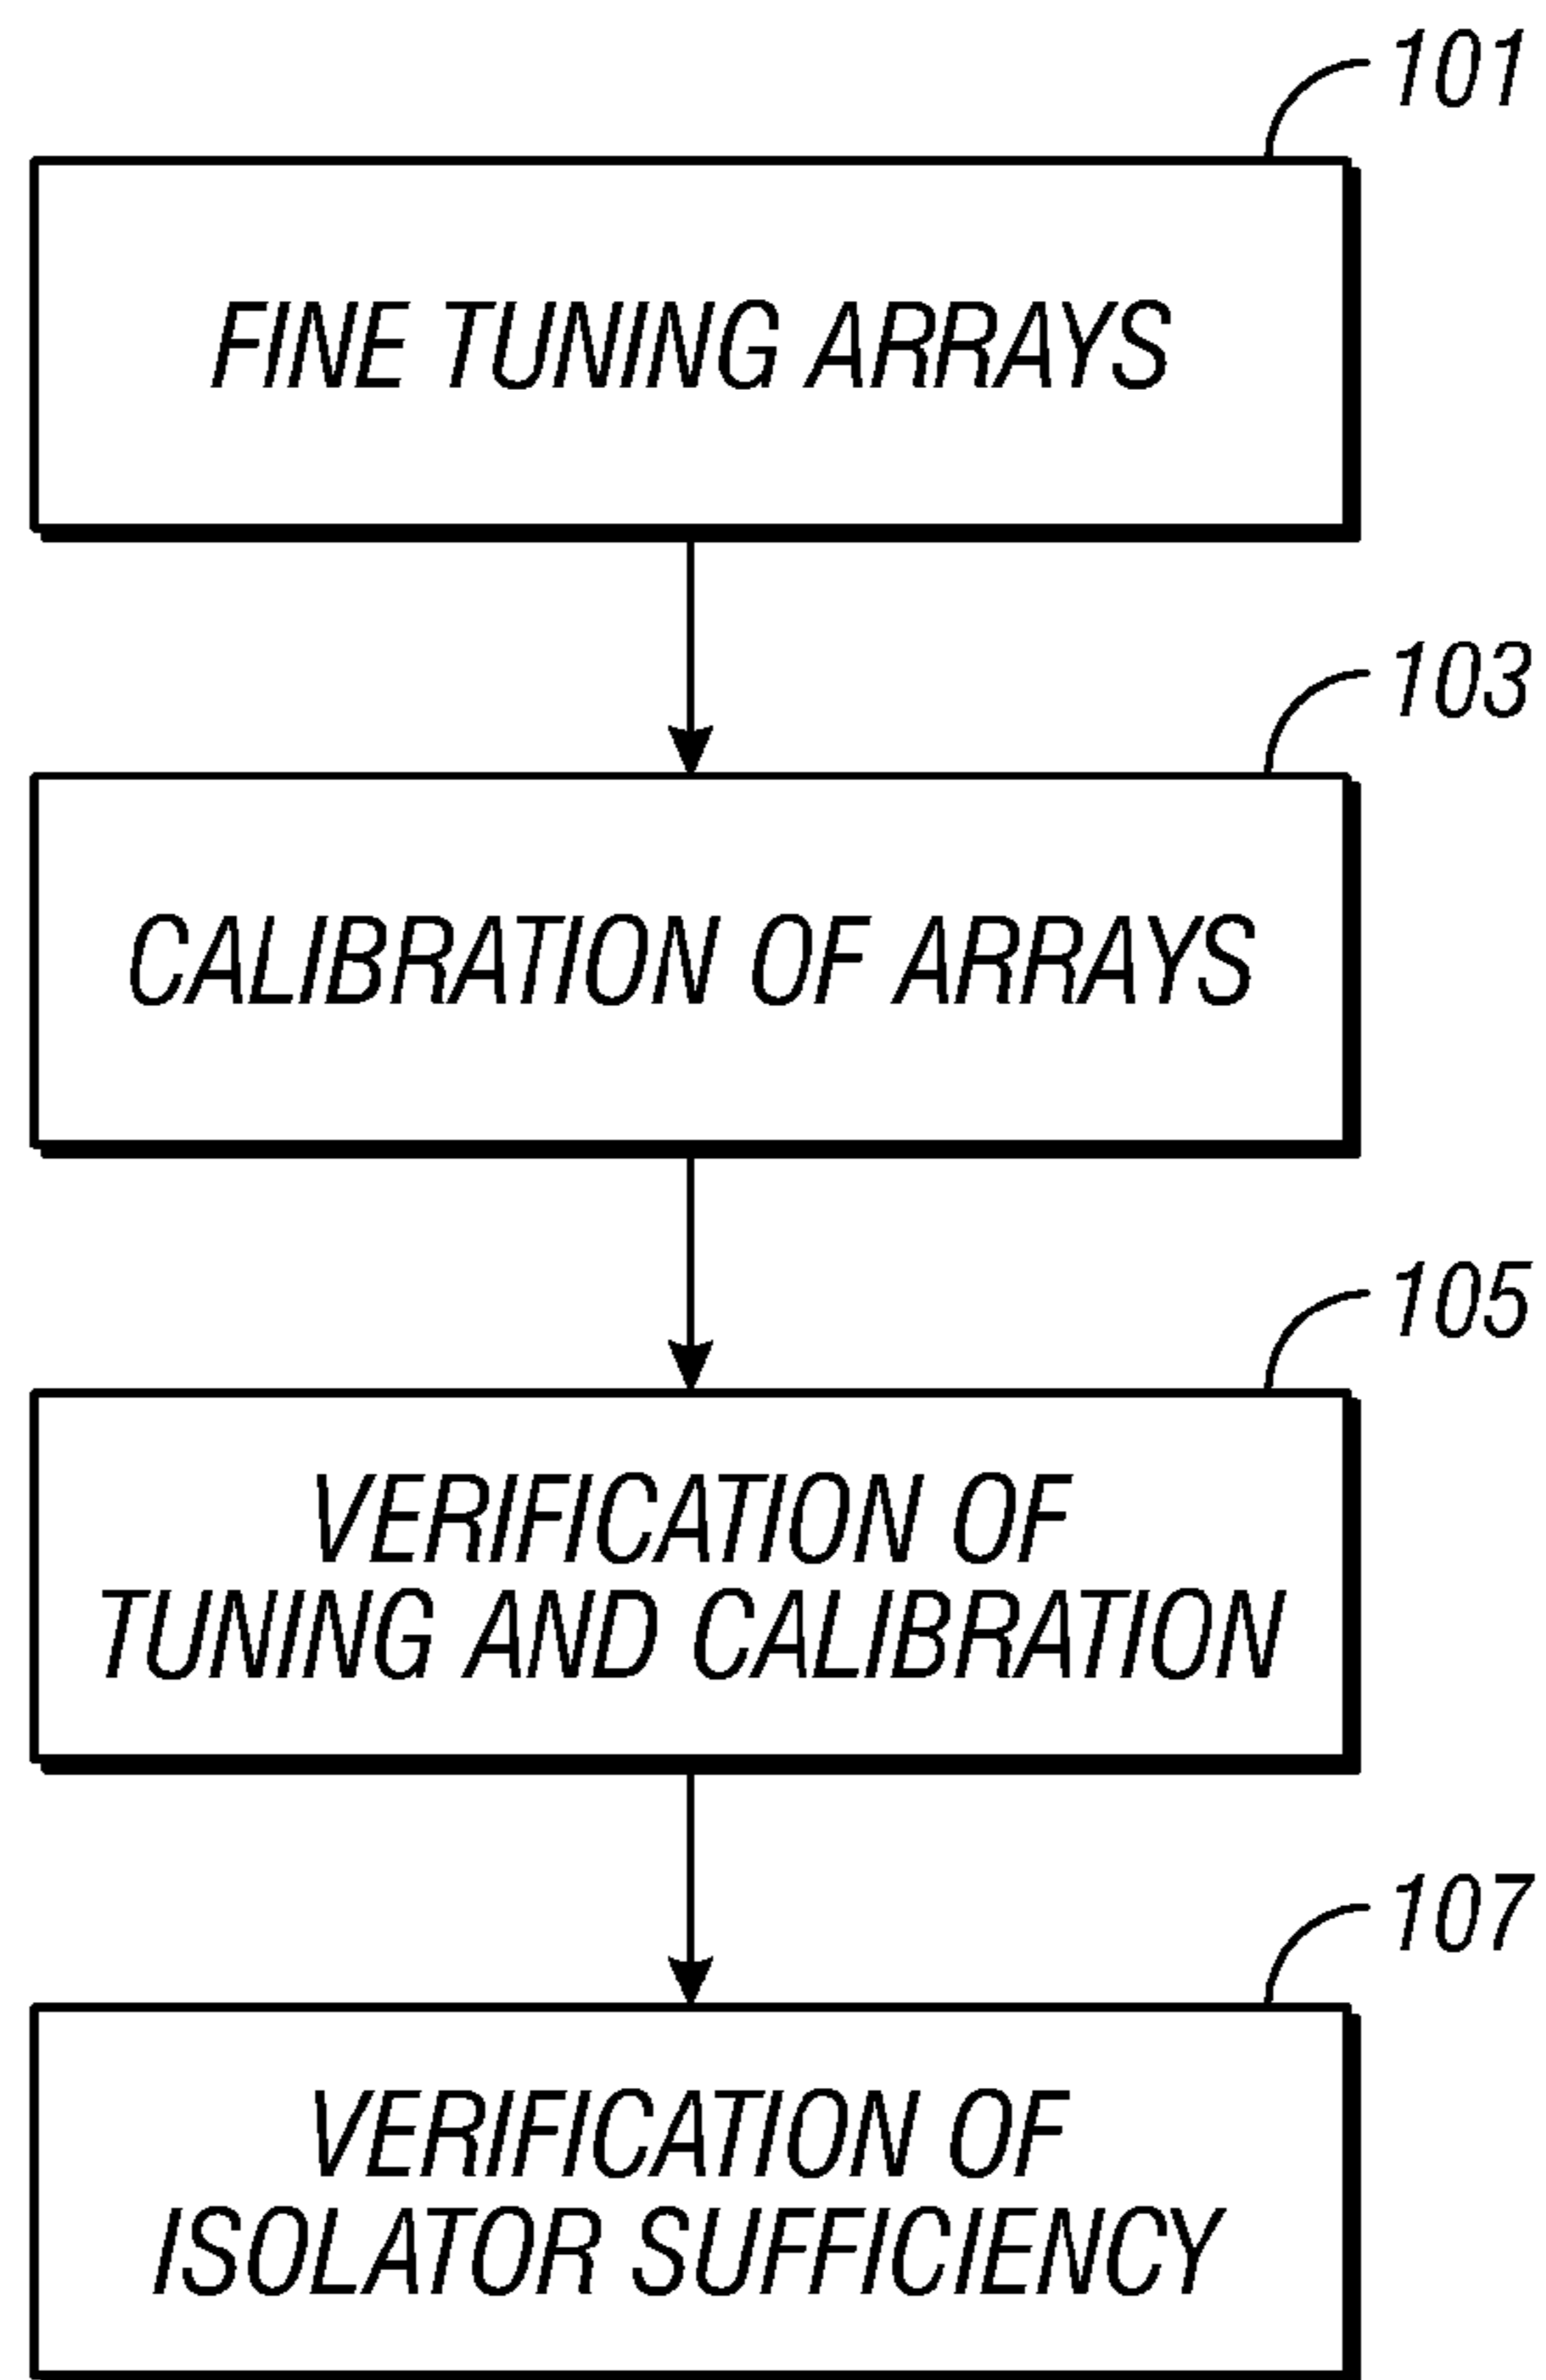 101
FINE TUNING ARRAYS
103
CALIBRATION OF ARRAYS
105
VERIFICATION OF
TUNING AND CALIBRATION
107
VERIFICATION OF
ISOLATOR SUFFICIENCY